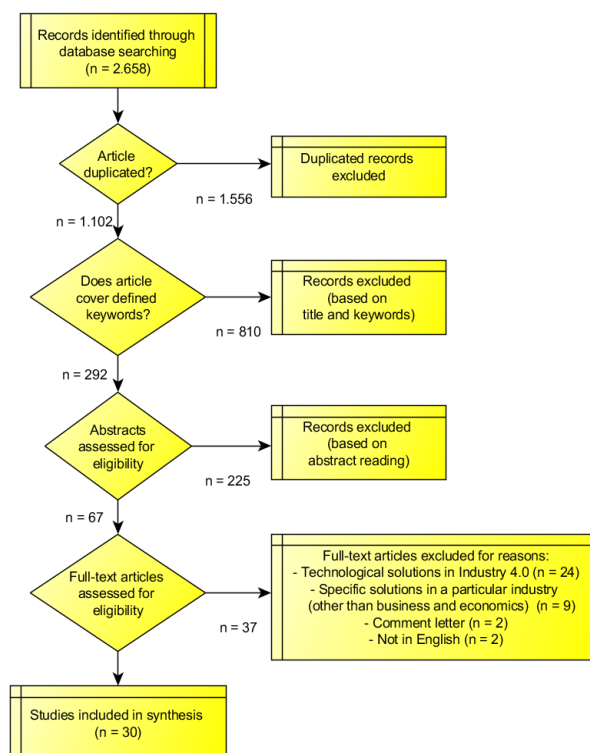 Records identified through
database searching
(n = 2.658)
Article
duplicated?
Duplicated records
excluded
n = 1.556
n = 1.102
Does article
cover defined
keywords?
Records excluded
(based on
title and keywords)
n = 810
n = 292
Abstracts
assessed for
eligibility
Records excluded
(based on
abstract reading)
n = 225
n = 67
Full-text articles
assessed for
eligibility
Full-text articles excluded for reasons:
- Technological solutions in Industry 4.0 (n = 24)
- Specific solutions in a particular industry
(other than business and economics) (n = 9)
- Comment letter (n = 2)
- Not in English (n = 2)
n = 37
Studies included in synthesis
(n = 30)